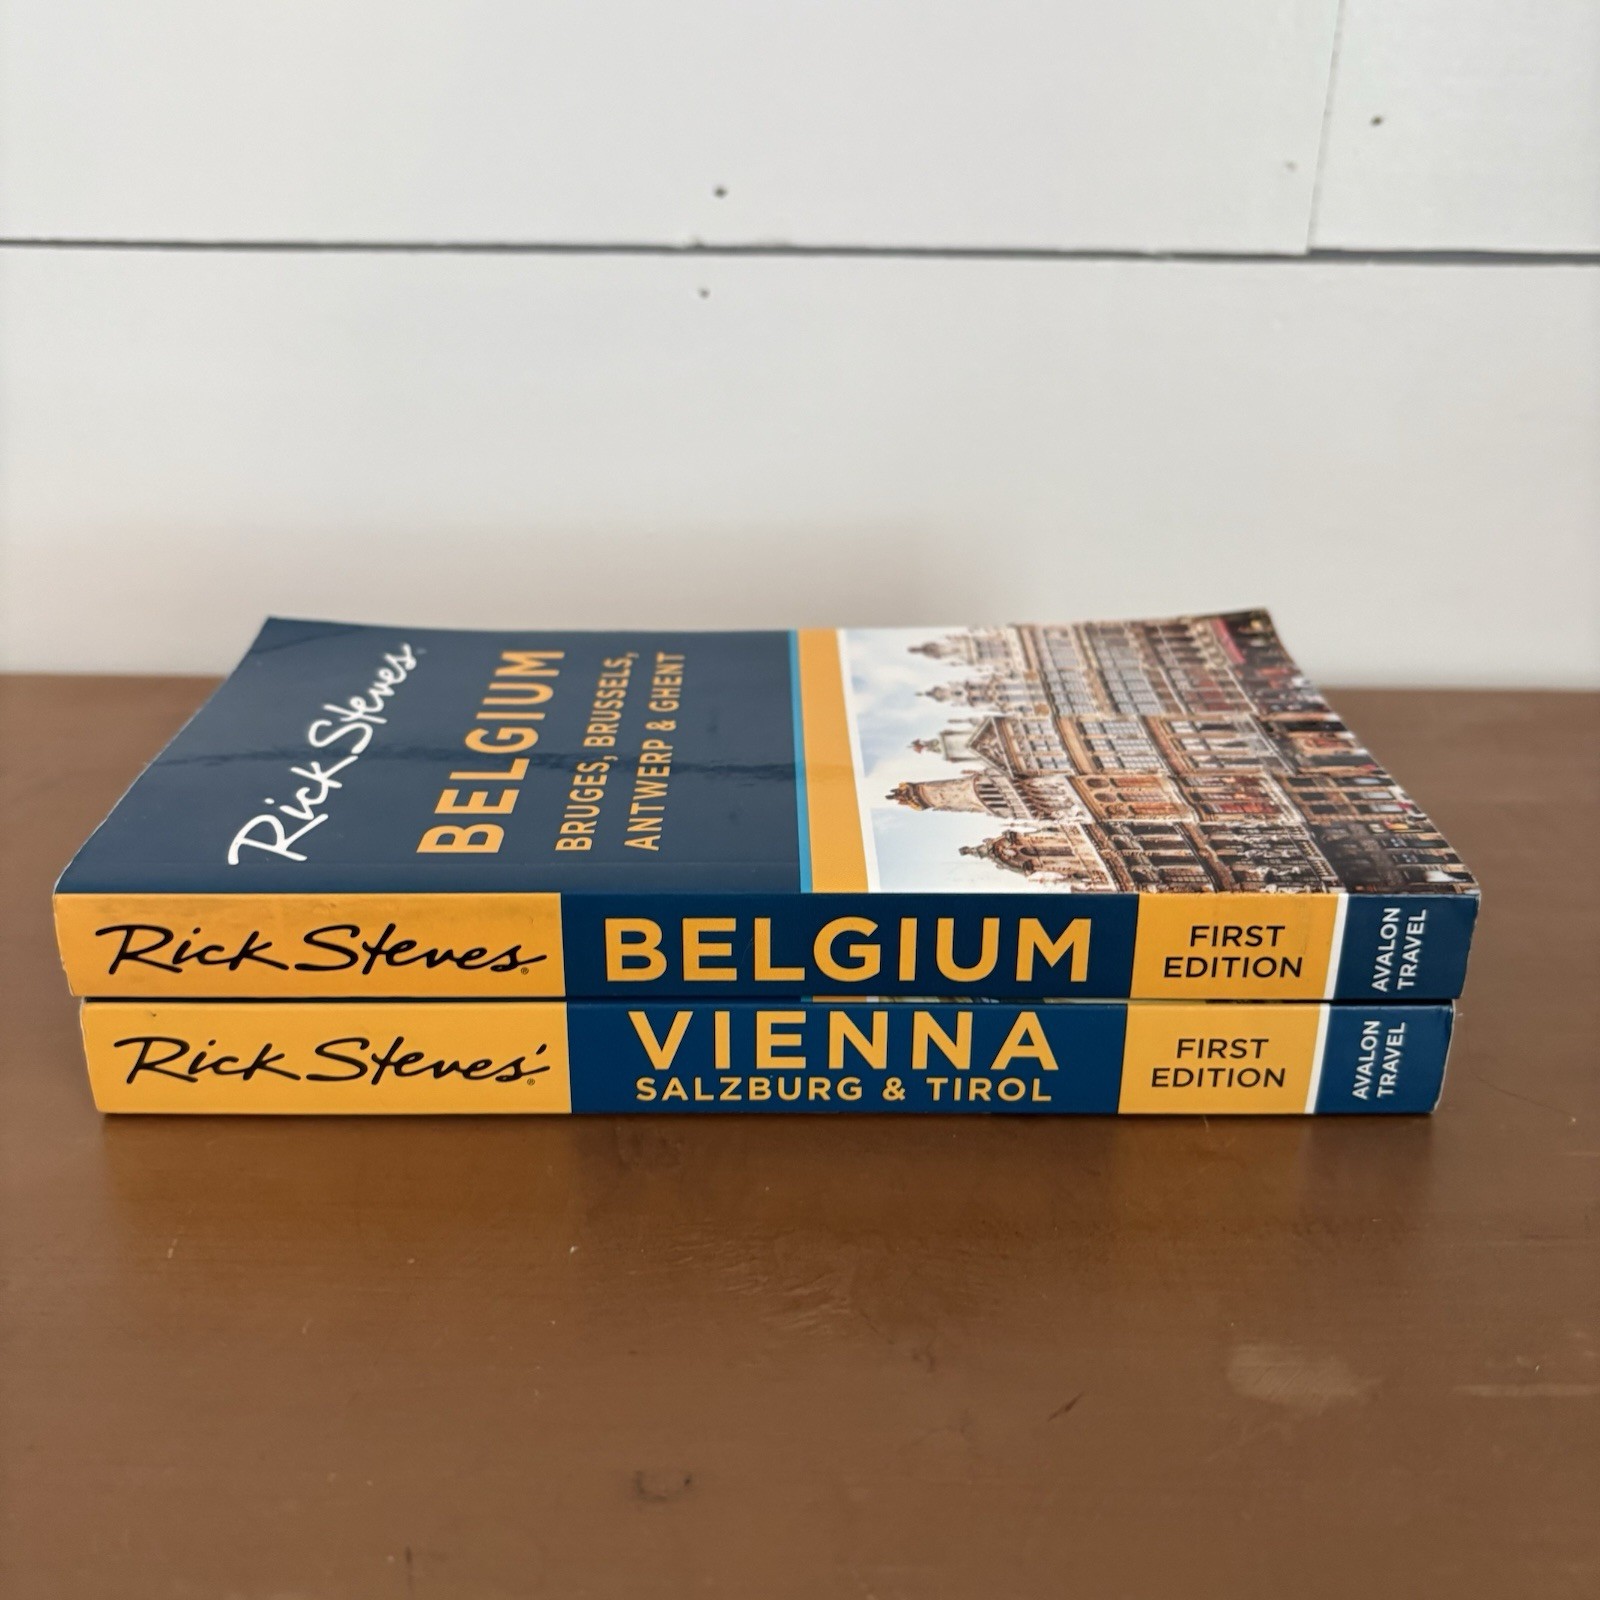 Rick Steves®
BELGIUM
BRUGES, BRUSSELS,
ANTWERP & GHENT
Rick Steves®
BELGIUM
FIRST
EDITION
AVALON
TRAVEL
Rick Steves'®
VIENNA
SALZBURG & TIROL
FIRST
EDITION
AVALON
TRAVEL